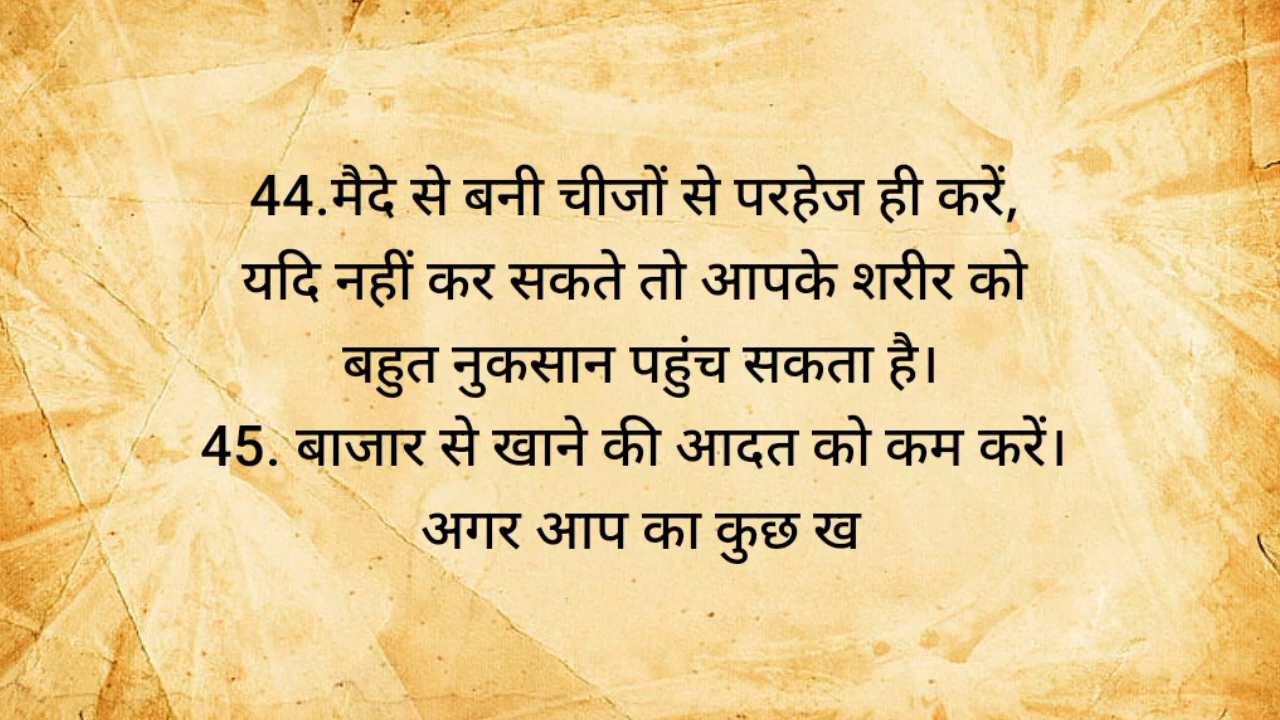 44.मैदे से बनी चीजों से परहेज ही करें,
यदि नहीं कर सकते तो आपके शरीर को
बहुत नुकसान पहुंच सकता है।
45. बाजार से खाने की आदत को कम करें।
अगर आप का कुछ ख